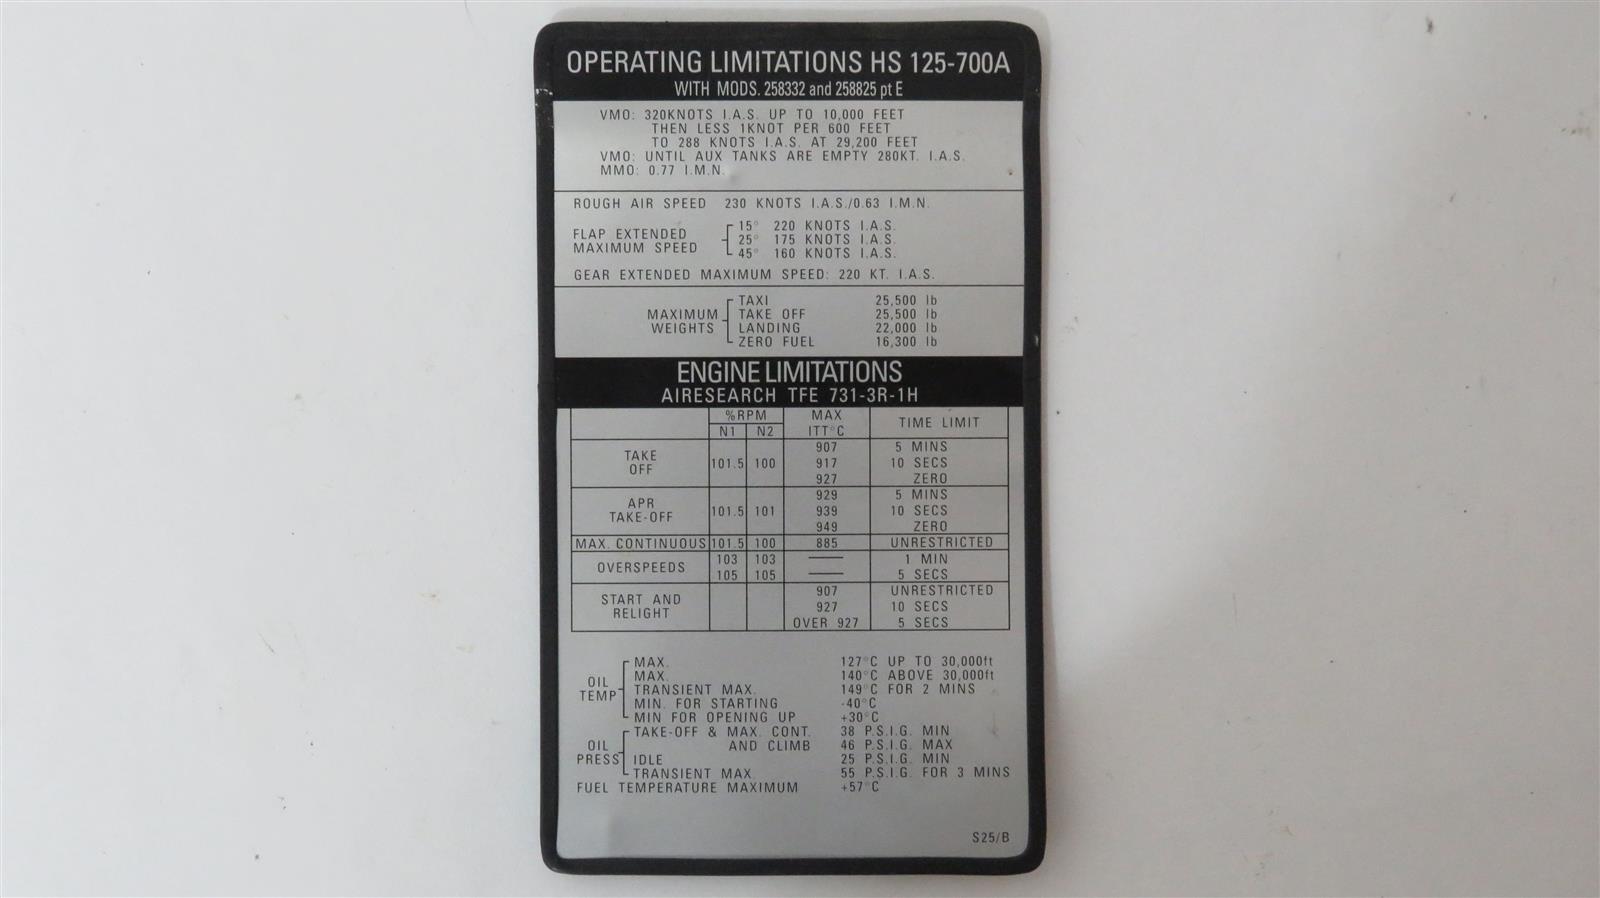 OPERATING LIMITATIONS HS 125-700A
WITH MODS. 258332 and 258825 pt E
VMO: 320KNOTS I.A.S. UP TO 10,000 FEET
THEN LESS 1KNOT PER 600 FEET
TO 288 KNOTS I.A.S. AT 29,200 FEET
VMO: UNTIL AUX TANKS ARE EMPTY 280KT. I.A.S.
MMO: 0.77 I.M.N.
ROUGH AIR SPEED 230 KNOTS I.A.S./0.63 I.M.N.
FLAP EXTENDED MAXIMUM SPEED
15° 220 KNOTS I.A.S.
25° 175 KNOTS I.A.S.
45° 160 KNOTS I.A.S.
GEAR EXTENDED MAXIMUM SPEED: 220 KT. I.A.S.
MAXIMUM WEIGHTS
TAXI 25,500 lb
TAKE OFF 25,500 lb
LANDING 22,000 lb
ZERO FUEL 16,300 lb
ENGINE LIMITATIONS
AIRESEARCH TFE 731-3R-1H
%RPM MAX TIME LIMIT
N1 N2 ITT°C
TAKE OFF 101.5 100
907 5 MINS
917 10 SECS
927 ZERO
APR TAKE-OFF 101.5 101
929 5 MINS
939 10 SECS
949 ZERO
MAX. CONTINUOUS 101.5 100 885 UNRESTRICTED
OVERSPEEDS
103 103 — 1 MIN
105 105 — 5 SECS
START AND RELIGHT
907 UNRESTRICTED
927 10 SECS
OVER 927 5 SECS
OIL TEMP
MAX. 127°C UP TO 30,000ft
MAX. 140°C ABOVE 30,000ft
TRANSIENT MAX. 149°C FOR 2 MINS
MIN. FOR STARTING -40°C
MIN FOR OPENING UP +30°C
OIL PRESS
TAKE-OFF & MAX. CONT. 38 P.S.I.G. MIN
AND CLIMB 46 P.S.I.G. MAX
IDLE 25 P.S.I.G. MIN
TRANSIENT MAX 55 P.S.I.G. FOR 3 MINS
FUEL TEMPERATURE MAXIMUM +57°C
S25/B